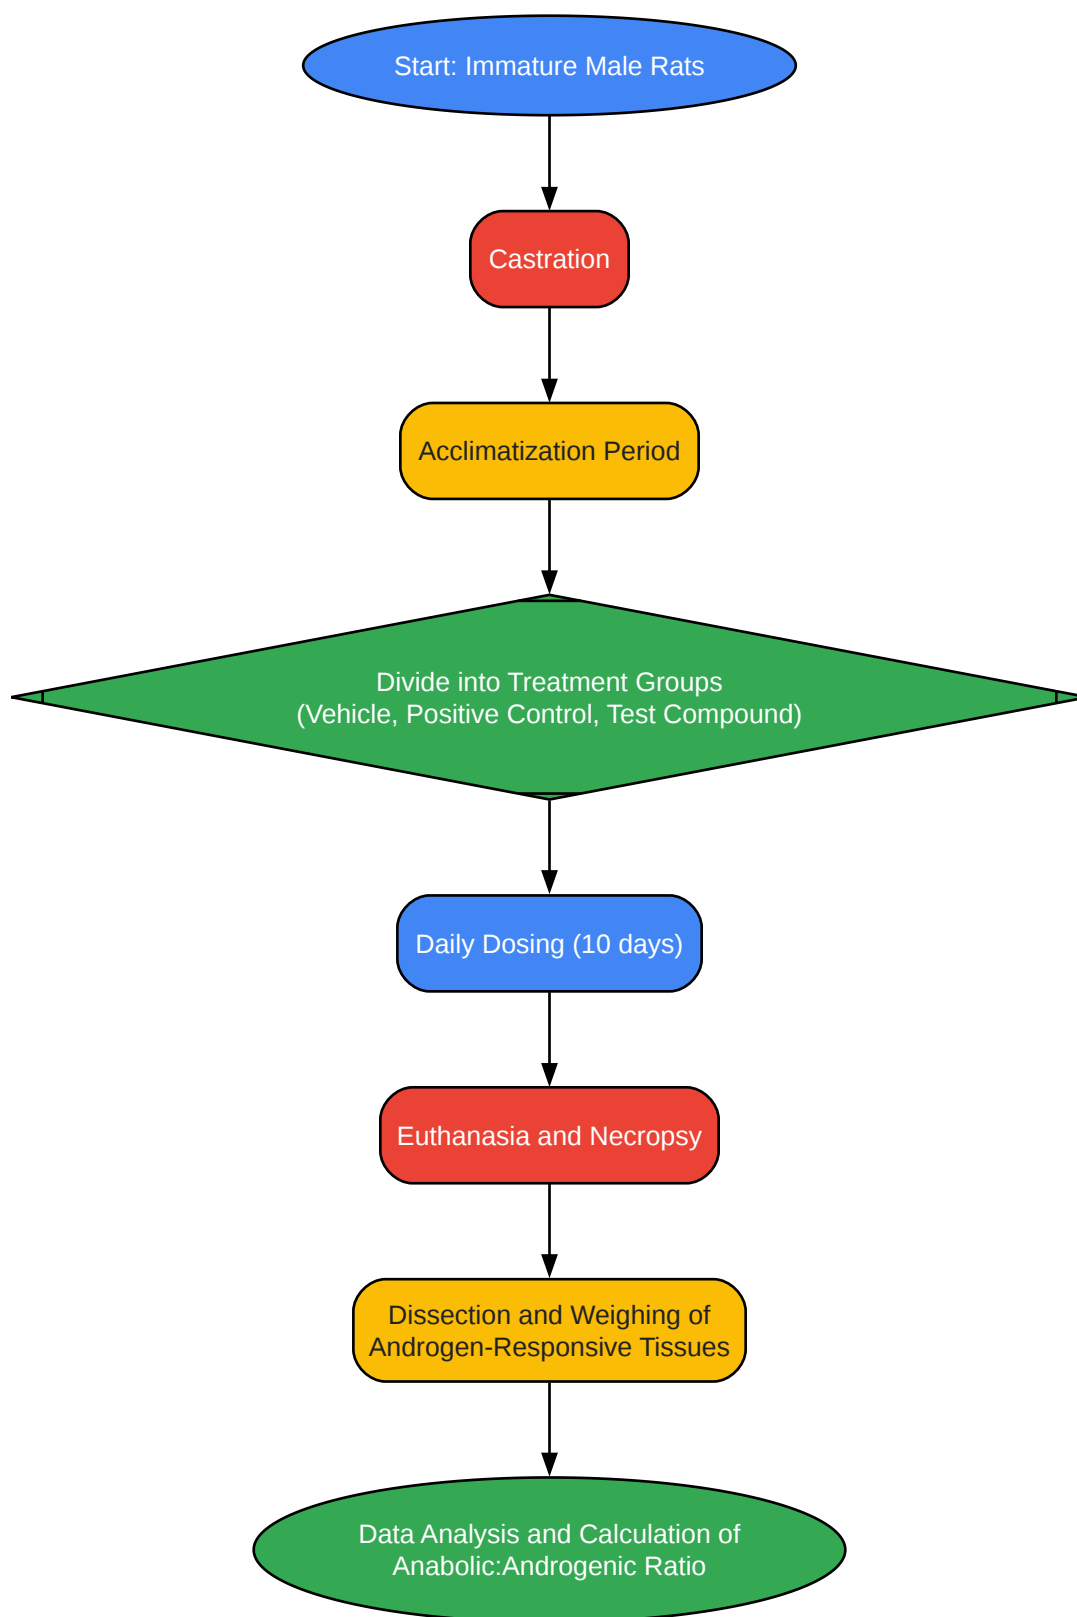 Start: Immature Male Rats
Castration
Acclimatization Period
Divide into Treatment Groups
(Vehicle, Positive Control, Test Compound)
Daily Dosing (10 days)
Euthanasia and Necropsy
Dissection and Weighing of
Androgen-Responsive Tissues
Data Analysis and Calculation of
Anabolic:Androgenic Ratio